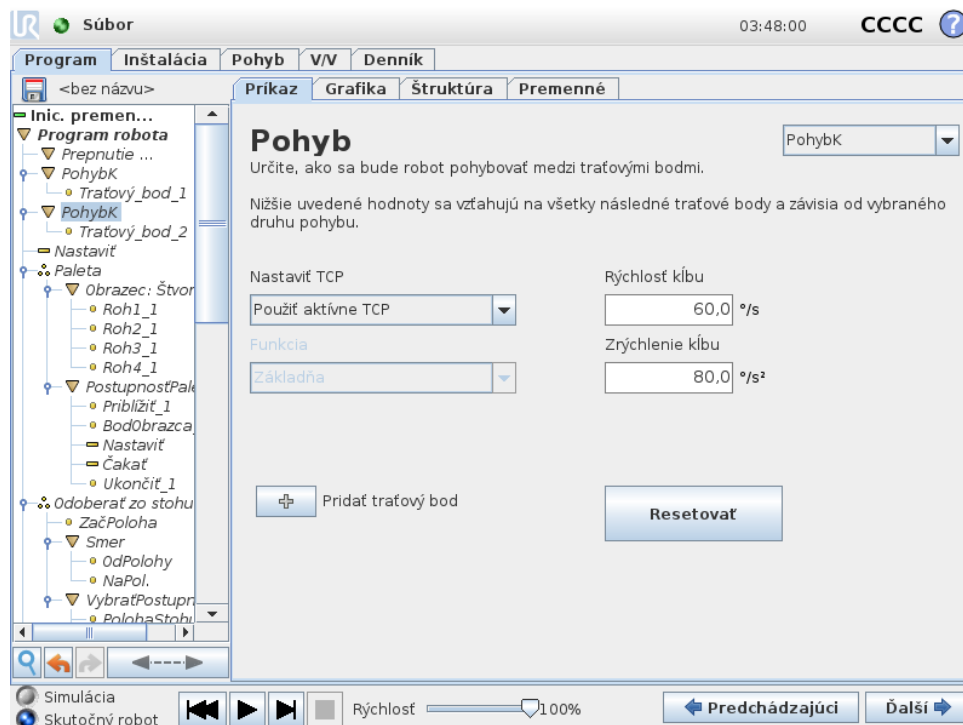 UR Súbor 03:48:00 CCCC ?
Program Inštalácia Pohyb V/V Denník
<bez názvu> Príkaz Grafika Štruktúra Premenné
Inic. premen...
Program robota
Prepnutie ...
PohybK
Traťový_bod_1
PohybK
Traťový_bod_2
Nastaviť
Paleta
Obrazec: Štvor
Roh1_1
Roh2_1
Roh3_1
Roh4_1
PostupnosťPale
Priblížiť_1
BodObrazca_
Nastaviť
Čakať
Ukončiť_1
Odoberať zo stohu
ZačPoloha
Smer
OdPolohy
NaPol.
VybraťPostupn
PolohaStohu
Pohyb
PohybK
Určite, ako sa bude robot pohybovať medzi traťovými bodmi.
Nižšie uvedené hodnoty sa vzťahujú na všetky následné traťové body a závisia od vybraného
druhu pohybu.
Nastaviť TCP Rýchlosť kĺbu
Použiť aktívne TCP 60,0 °/s
Funkcia Zrýchlenie kĺbu
Základňa 80,0 °/s²
Pridať traťový bod Resetovať
Simulácia
Skutočný robot
Rýchlosť 100%
Predchádzajúci Ďalší